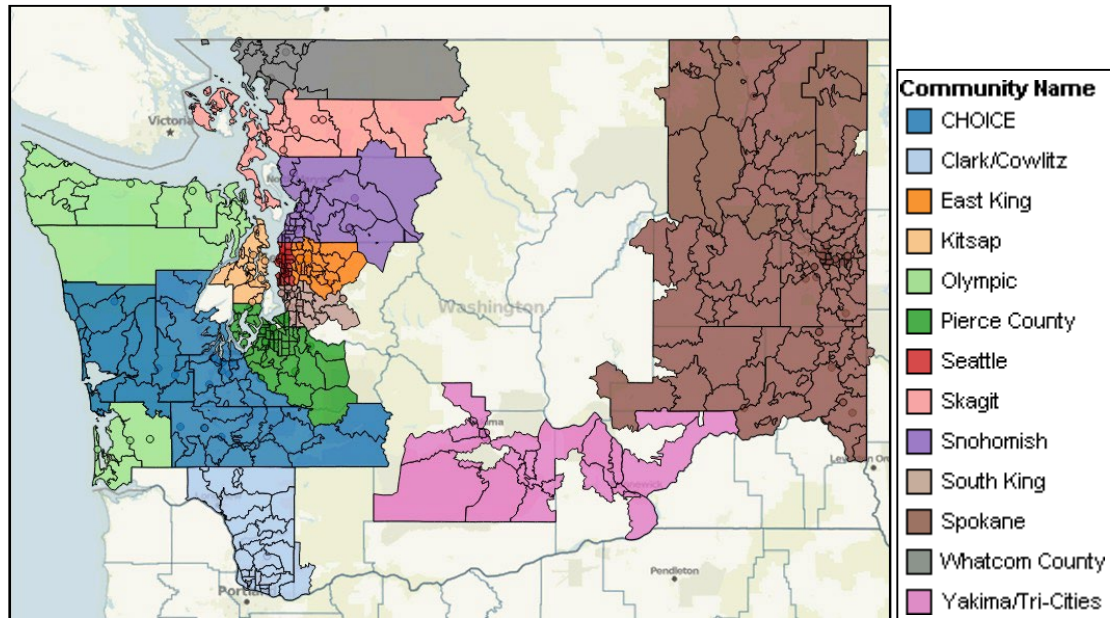 Victoria
Washington
Portl
Pendleton
Community Name
CHOICE
Clark/Cowlitz
East King
Kitsap
Olympic
Pierce County
Seattle
Skagit
Snohomish
South King
Spokane
Whatcom County
Yakima/Tri-Cities